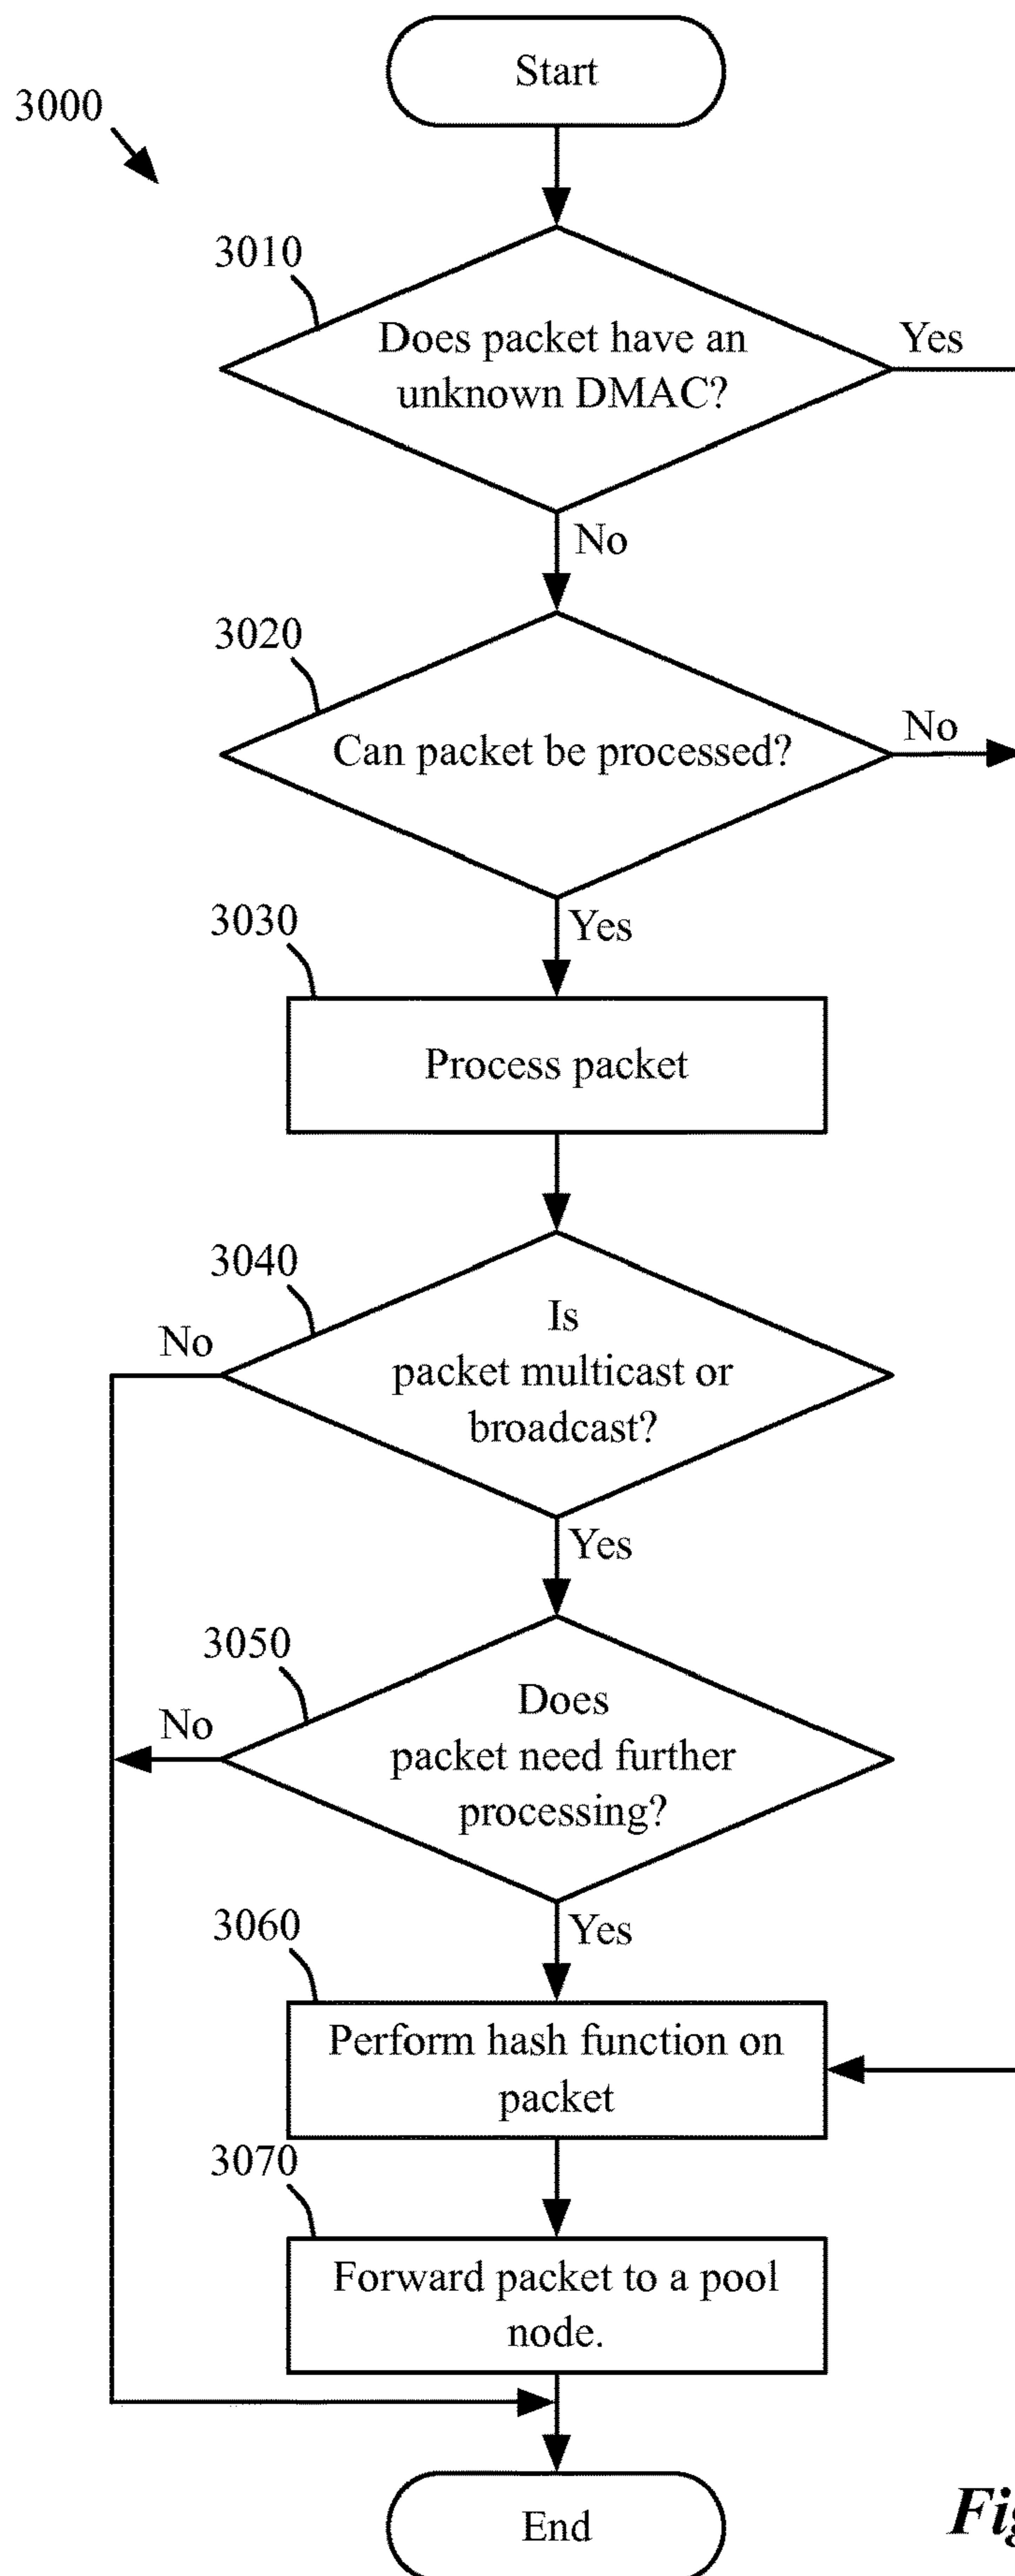 Start
3000
3010
Does packet have an
unknown DMAC?
Yes
No
3020
Can packet be processed?
No
Yes
3030
Process packet
3040
Is
packet multicast or
broadcast?
No
Yes
3050
Does
packet need further
processing?
No
Yes
3060
Perform hash function on
packet
3070
Forward packet to a pool
node.
End